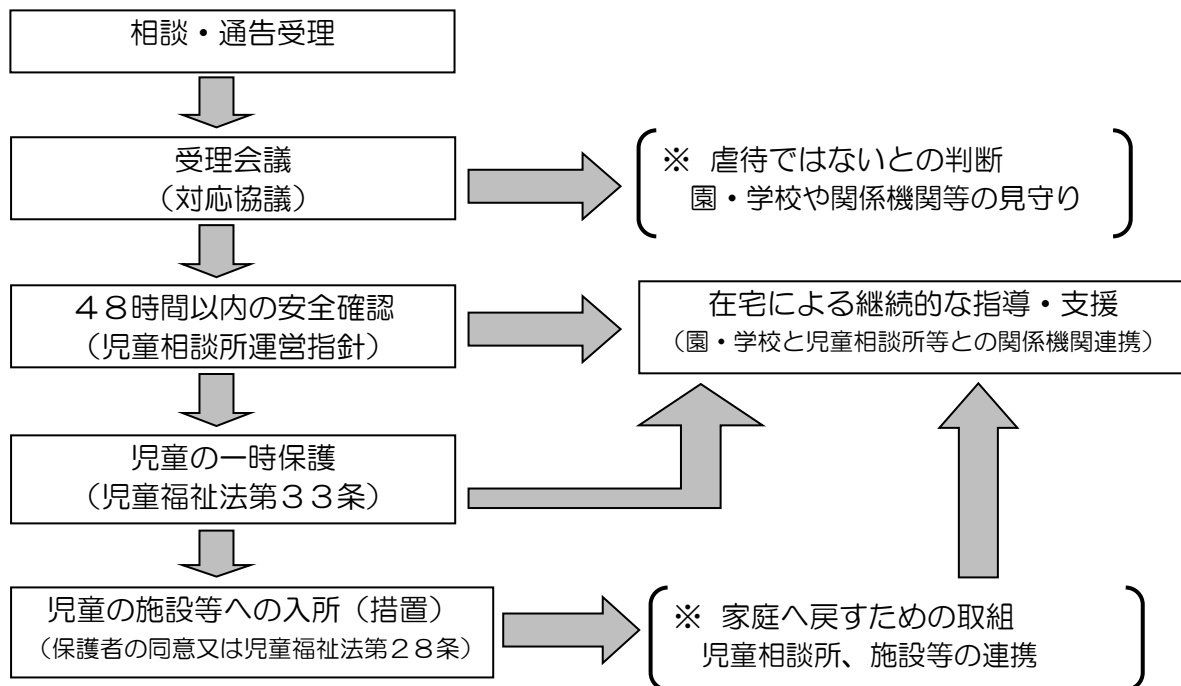 相談・通告受理
受理会議
（対応協議）
※ 虐待ではないとの判断
園・学校や関係機関等の見守り
４８時間以内の安全確認
（児童相談所運営指針）
在宅による継続的な指導・支援
（園・学校と児童相談所等との関係機関連携）
児童の一時保護
（児童福祉法第３３条）
児童の施設等への入所（措置）
（保護者の同意又は児童福祉法第２８条）
※ 家庭へ戻すための取組
児童相談所、施設等の連携